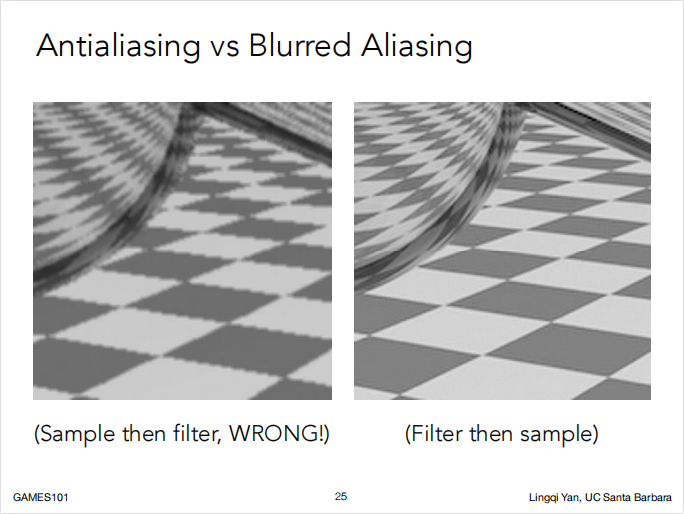 Antialiasing vs Blurred Aliasing
(Sample then filter, WRONG!)
(Filter then sample)
GAMES101
25
Lingqi Yan, UC Santa Barbara